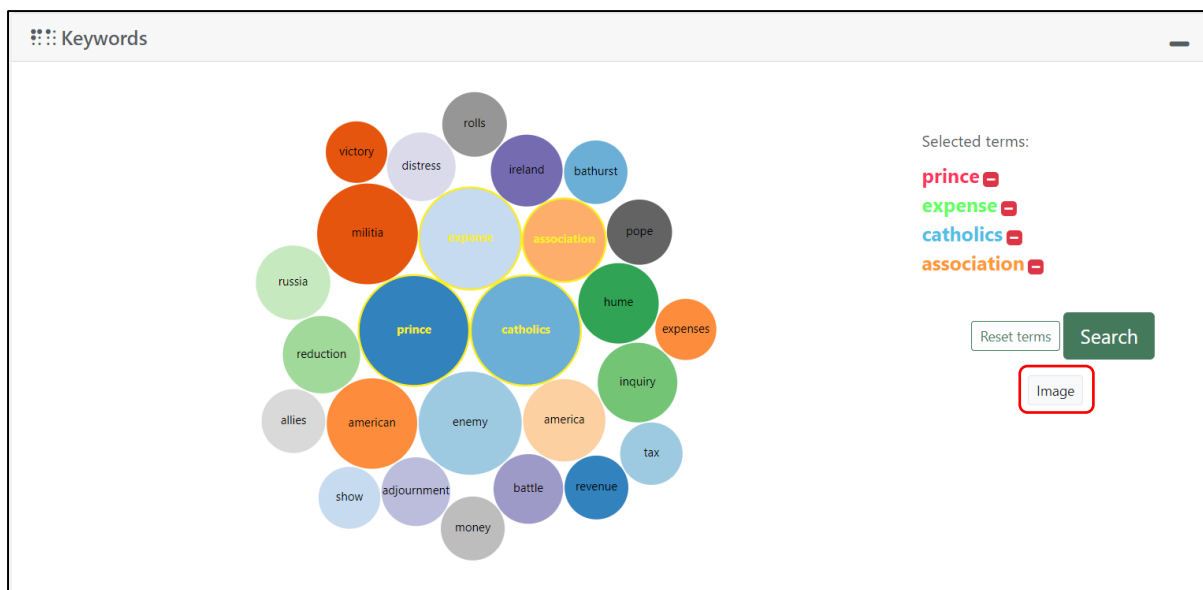 Keywords
rolls
victory
distress
ireland
bathurst
militia
expense
association
pope
russia
hume
prince
catholics
expenses
reduction
inquiry
allies
american
enemy
america
tax
show
adjournment
battle
revenue
money
Selected terms:
prince
expense
catholics
association
Reset terms
Search
Image